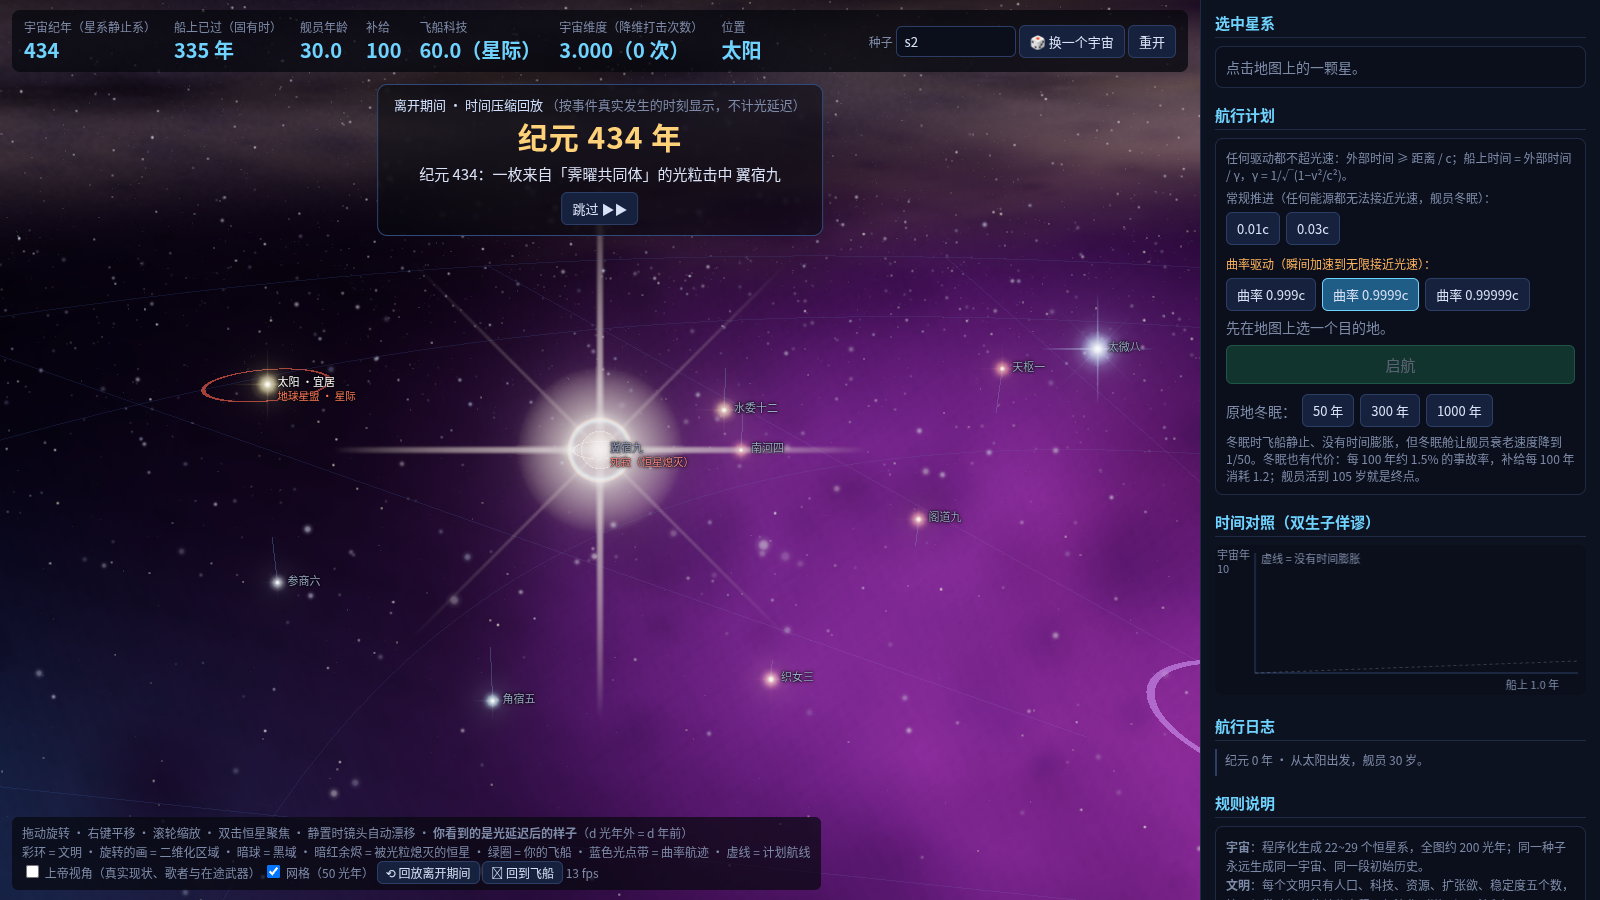 宇宙纪年（星系静止系）
434
船上已过（固有时）
335 年
舰员年龄
30.0
补给
100
飞船科技
60.0（星际）
宇宙维度（降维打击次数）
3.000（0 次）
位置
太阳
种子
s2
🎲 换一个宇宙
重开
离开期间 · 时间压缩回放 （按事件真实发生的时刻显示，不计光延迟）
纪元 434 年
纪元 434：一枚来自「霁曜共同体」的光粒击中 翼宿九
跳过 ▶▶
太阳 · 宜居
地球星盟 · 星际
翼宿九
死寂（恒星熄灭）
水委十二
南河四
天枢一
太微八
阁道九
参商六
角宿五
织女三
拖动旋转 · 右键平移 · 滚轮缩放 · 双击恒星聚焦 · 静置时镜头自动漂移 · 你看到的是光延迟后的样子（d 光年外 = d 年前）
彩环 = 文明 · 旋转的画 = 二维化区域 · 暗球 = 黑域 · 暗红余烬 = 被光粒熄灭的恒星 · 绿圈 = 你的飞船 · 蓝色光点带 = 曲率航迹 · 虚线 = 计划航线
上帝视角（真实现状、歌者与在途武器）
网格（50 光年）
⟲ 回放离开期间
回到飞船
13 fps
选中星系
点击地图上的一颗星。
航行计划
任何驱动都不超光速：外部时间 ⩾ 距离 / c；船上时间 = 外部时间
/ γ，γ = 1/√(1−v²/c²)。
常规推进（任何能源都无法接近光速，舰员冬眠）：
0.01c
0.03c
曲率驱动（瞬间加速到无限接近光速）：
曲率 0.999c
曲率 0.9999c
曲率 0.99999c
先在地图上选一个目的地。
启航
原地冬眠：
50 年
300 年
1000 年
冬眠时飞船静止、没有时间膨胀，但冬眠舱让舰员衰老速度降到
1/50。冬眠也有代价：每 100 年约 1.5% 的事故率，补给每 100 年
消耗 1.2；舰员活到 105 岁就是终点。
时间对照（双生子佯谬）
宇宙年
10
虚线 = 没有时间膨胀
船上 1.0 年
航行日志
纪元 0 年 · 从太阳出发，舰员 30 岁。
规则说明
宇宙：程序化生成 22~29 个恒星系，全图约 200 光年；同一种子
永远生成同一宇宙、同一段初始历史。
文明：每个文明只有人口、科技、资源、扩张欲、稳定度五个数，